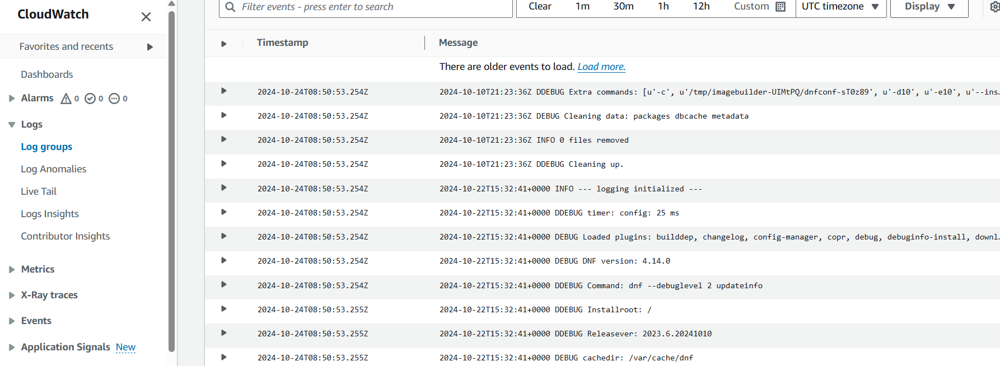 CloudWatch
Favorites and recents
Dashboards
Alarms 0 0 0
Logs
Log groups
Log Anomalies
Live Tail
Logs Insights
Contributor Insights
Metrics
X-Ray traces
Events
Application Signals New
Filter events - press enter to search
Clear 1m 30m 1h 12h Custom UTC timezone Display
Timestamp Message
There are older events to load. Load more.
2024-10-24T08:50:53.254Z 2024-10-10T21:23:36Z DDEBUG Extra commands: [u'-c', u'/tmp/imagebuilder-UIMtPQ/dnfconf-sT0z89', u'-d10', u'-e10', u'--ins…
2024-10-24T08:50:53.254Z 2024-10-10T21:23:36Z DEBUG Cleaning data: packages dbcache metadata
2024-10-24T08:50:53.254Z 2024-10-10T21:23:36Z INFO 0 files removed
2024-10-24T08:50:53.254Z 2024-10-10T21:23:36Z DDEBUG Cleaning up.
2024-10-24T08:50:53.254Z 2024-10-22T15:32:41+0000 INFO --- logging initialized ---
2024-10-24T08:50:53.254Z 2024-10-22T15:32:41+0000 DDEBUG timer: config: 25 ms
2024-10-24T08:50:53.254Z 2024-10-22T15:32:41+0000 DEBUG Loaded plugins: builddep, changelog, config-manager, copr, debug, debuginfo-install, downl…
2024-10-24T08:50:53.254Z 2024-10-22T15:32:41+0000 DEBUG DNF version: 4.14.0
2024-10-24T08:50:53.254Z 2024-10-22T15:32:41+0000 DDEBUG Command: dnf --debuglevel 2 updateinfo
2024-10-24T08:50:53.255Z 2024-10-22T15:32:41+0000 DDEBUG Installroot: /
2024-10-24T08:50:53.255Z 2024-10-22T15:32:41+0000 DDEBUG Releasever: 2023.6.20241010
2024-10-24T08:50:53.255Z 2024-10-22T15:32:41+0000 DEBUG cachedir: /var/cache/dnf